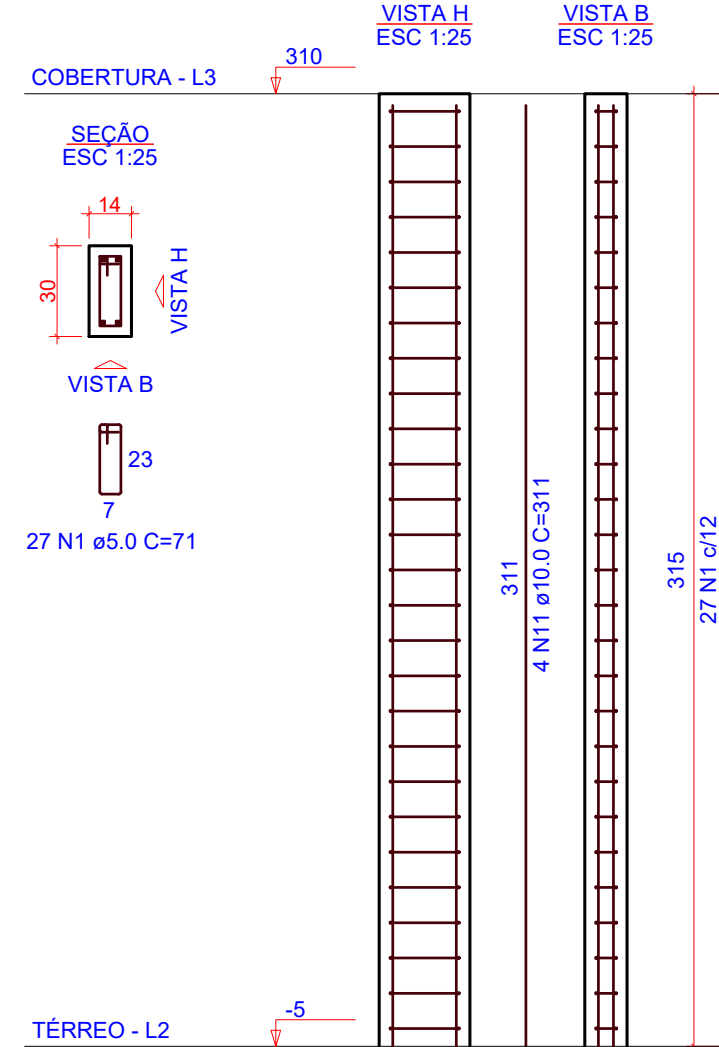 VISTA H
ESC 1:25
VISTA B
ESC 1:25
310
COBERTURA - L3
SEÇÃO
ESC 1:25
14
30
VISTA H
VISTA B
23
7
27 N1 ø5.0 C=71
311
4 N11 ø10.0 C=311
315
27 N1 c/12
-5
TÉRREO - L2